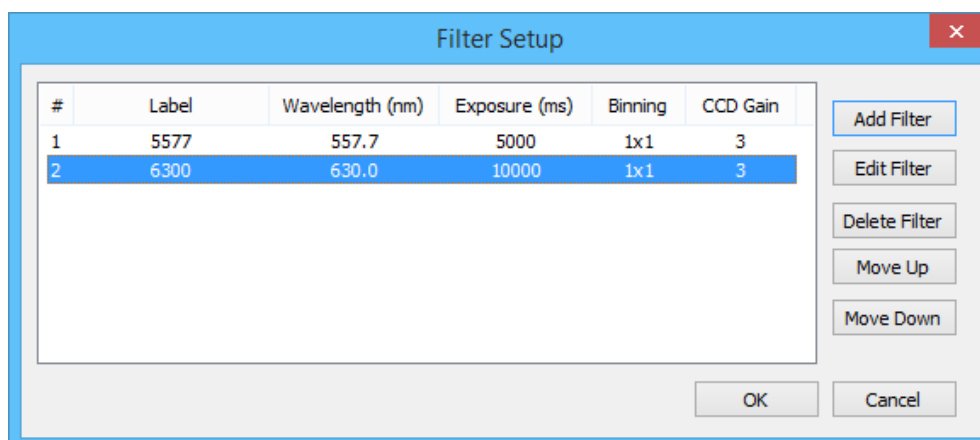 Filter Setup
# Label Wavelength (nm) Exposure (ms) Binning CCD Gain
1 5577 557.7 5000 1x1 3
2 6300 630.0 10000 1x1 3
Add Filter
Edit Filter
Delete Filter
Move Up
Move Down
OK Cancel